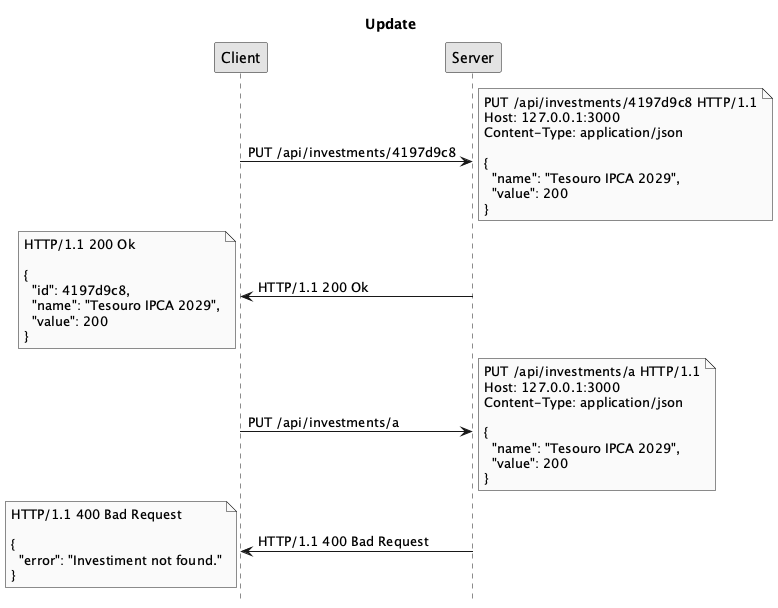 Update
Client
Server
PUT /api/investments/4197d9c8
PUT /api/investments/4197d9c8 HTTP/1.1
Host: 127.0.0.1:3000
Content-Type: application/json
{
"name": "Tesouro IPCA 2029",
"value": 200
}
HTTP/1.1 200 Ok
HTTP/1.1 200 Ok
{
"id": 4197d9c8,
"name": "Tesouro IPCA 2029",
"value": 200
}
PUT /api/investments/a
PUT /api/investments/a HTTP/1.1
Host: 127.0.0.1:3000
Content-Type: application/json
{
"name": "Tesouro IPCA 2029",
"value": 200
}
HTTP/1.1 400 Bad Request
HTTP/1.1 400 Bad Request
{
"error": "Investiment not found."
}